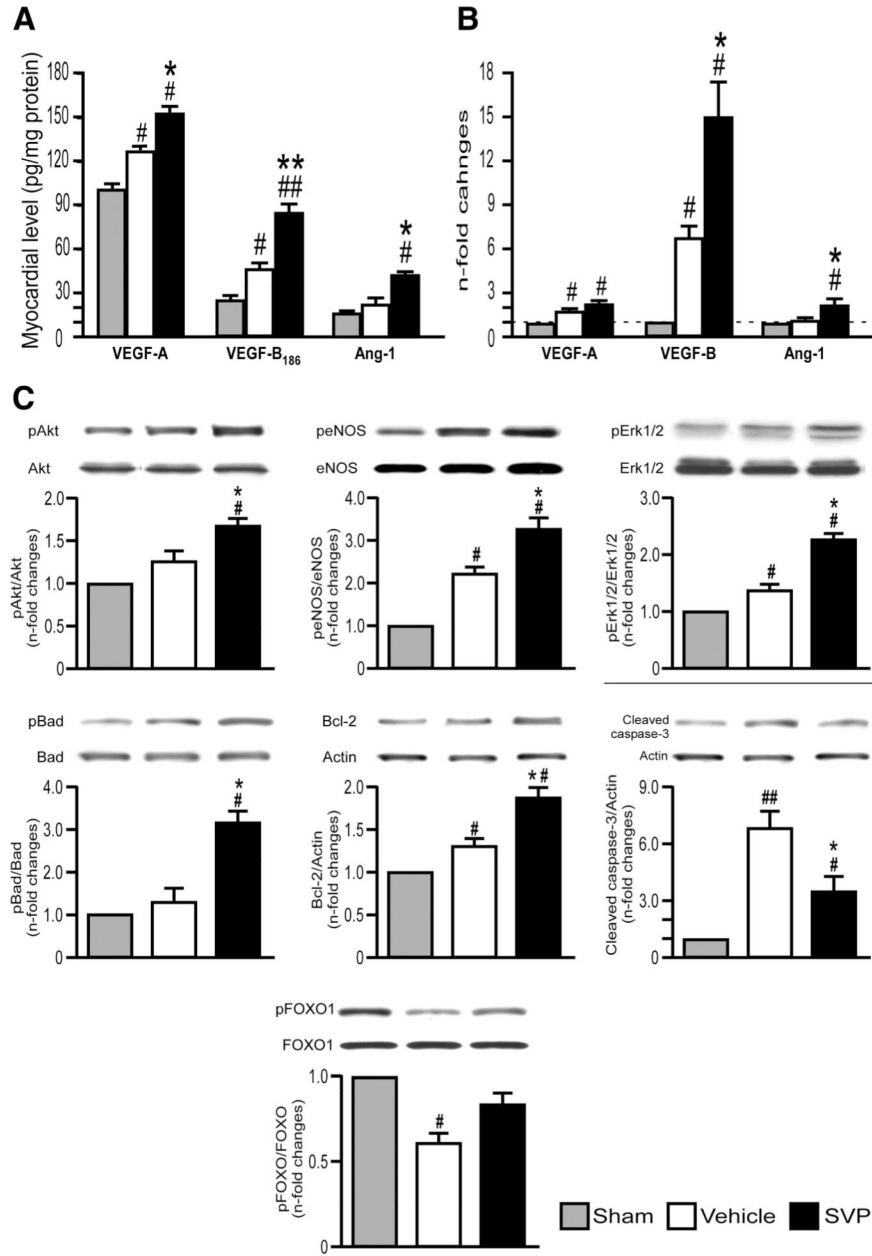 A
Myocardial level (pg/mg protein)
180
150
120
90
60
30
0
*
#
#
**
##
#
*
#
VEGF-A
VEGF-B186
Ang-1
B
n-fold cahnges
18
15
12
9
6
3
0
#
#
*
#
#
*
#
VEGF-A
VEGF-B
Ang-1
C
pAkt
Akt
pAkt/Akt
(n-fold changes)
2.0
1.5
1.0
0.5
0
*
#
peNOS
eNOS
peNOS/eNOS
(n-fold changes)
4.0
3.0
2.0
1.0
0
#
*
#
pErk1/2
Erk1/2
pErk1/2/Erk1/2
(n-fold changes)
3.0
2.0
1.0
0
#
*
#
pBad
Bad
pBad/Bad
(n-fold changes)
4.0
3.0
2.0
1.0
0
*
#
Bcl-2
Actin
Bcl-2/Actin
(n-fold changes)
2.0
1.5
1.0
0.5
0
#
*#
Cleaved
caspase-3
Actin
Cleaved caspase-3/Actin
(n-fold changes)
9.0
6.0
3.0
0
##
*
#
pFOXO1
FOXO1
pFOXO/FOXO
(n-fold changes)
1.0
0.5
0
#
Sham Vehicle SVP